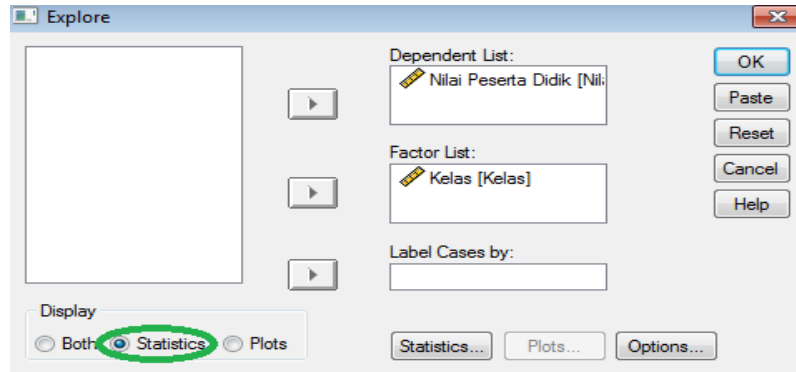 Explore
Dependent List:
Nilai Peserta Didik [Nil
OK
Paste
Reset
Cancel
Help
Factor List:
Kelas [Kelas]
Label Cases by:
Display
Both Statistics Plots
Statistics... Plots... Options...